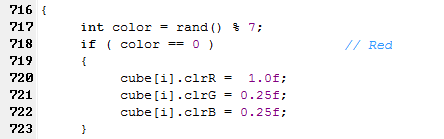 716 {
717     int color = rand() % 7;
718     if ( color == 0 )                // Red
719     {
720         cube[i].clrR =  1.0f;
721         cube[i].clrG = 0.25f;
722         cube[i].clrB = 0.25f;
723     }